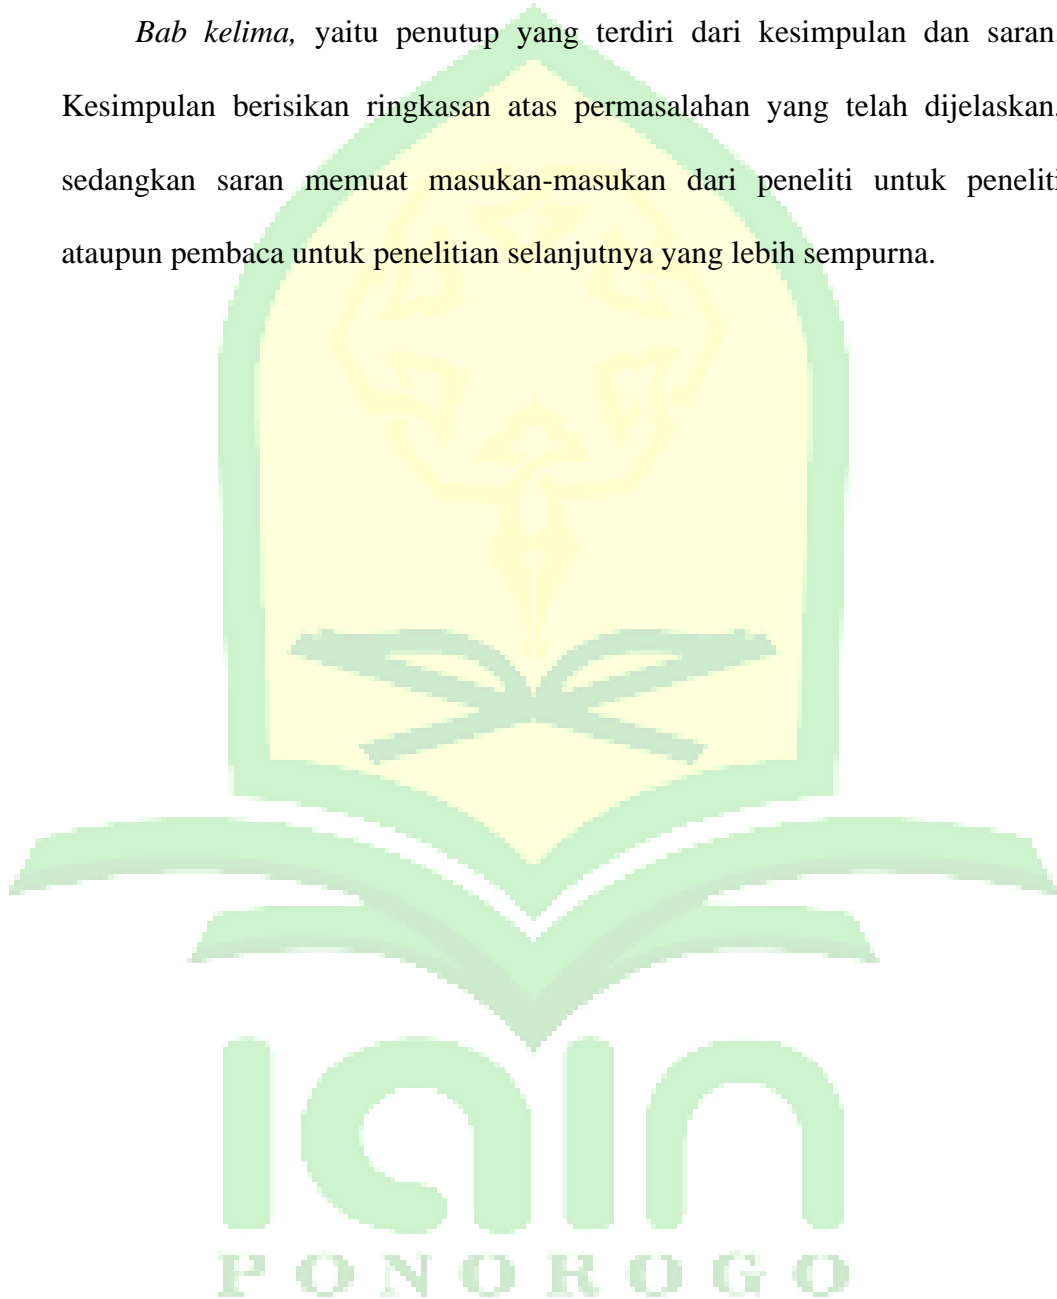 Bab kelima, yaitu penutup yang terdiri dari kesimpulan dan saran.
Kesimpulan berisikan ringkasan atas permasalahan yang telah dijelaskan,
sedangkan saran memuat masukan-masukan dari peneliti untuk peneliti
ataupun pembaca untuk penelitian selanjutnya yang lebih sempurna.
iain
PONOROGO